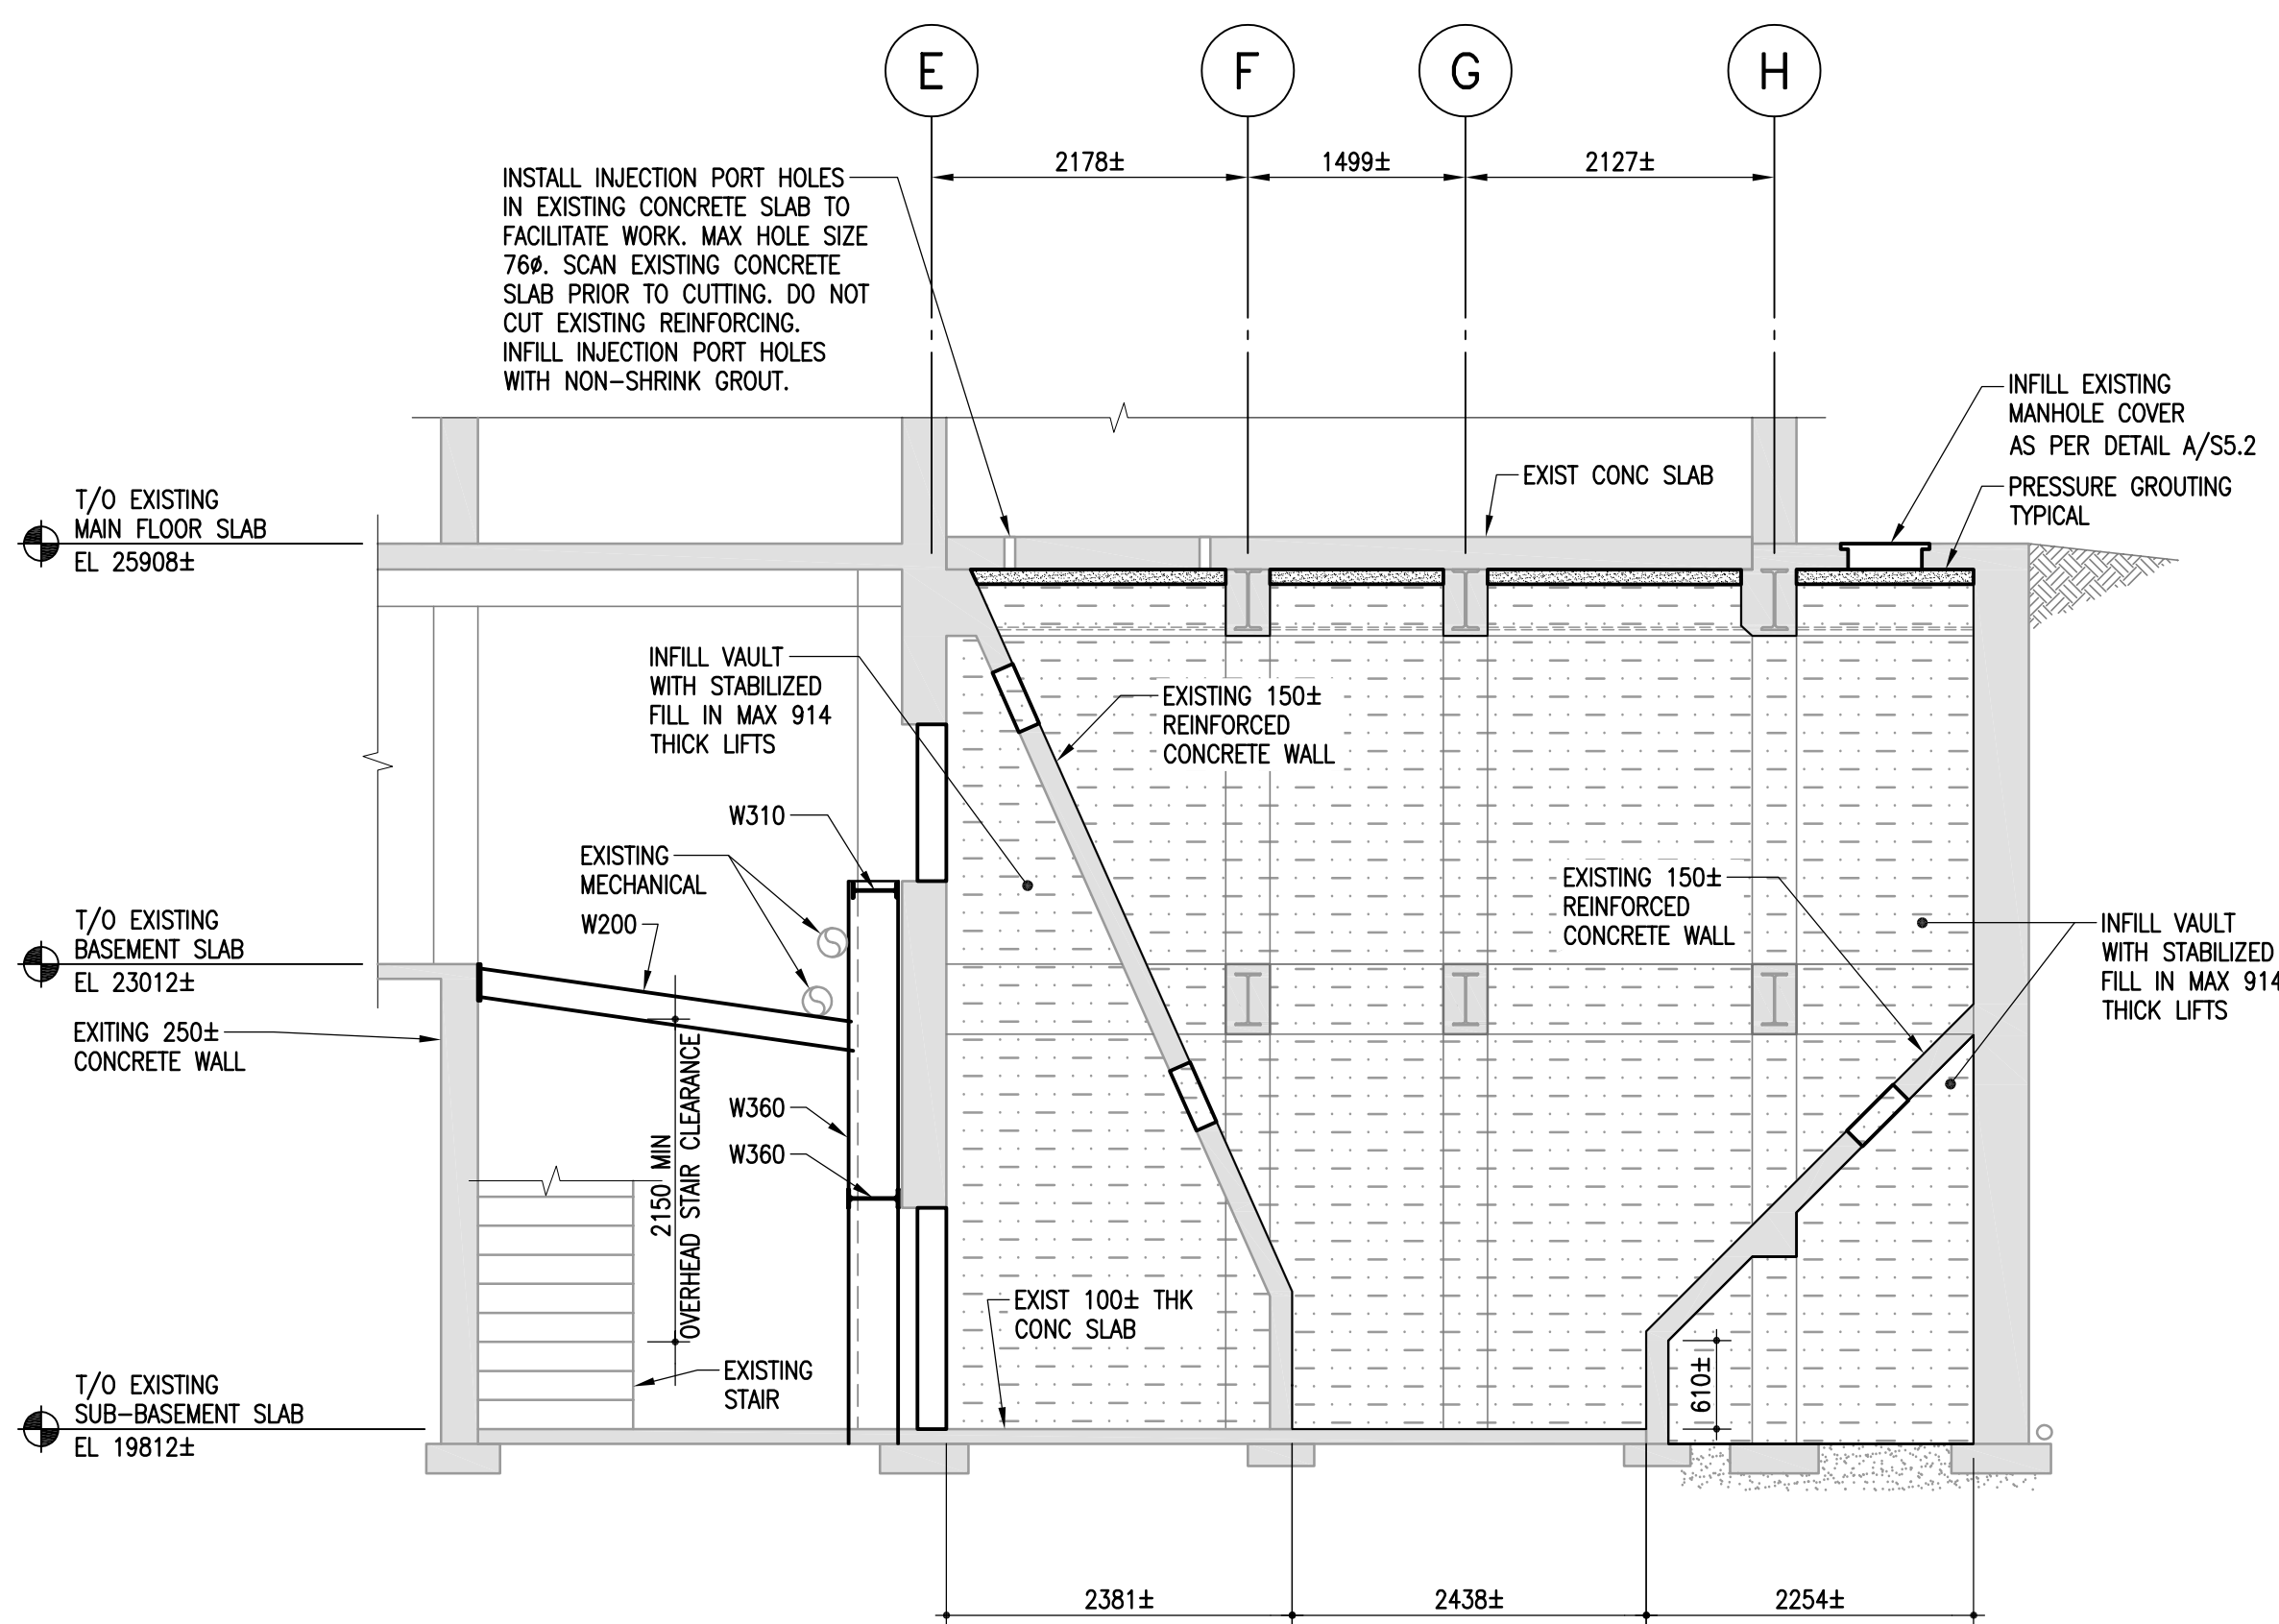 E
F
G
H
2178±
1499±
2127±
INSTALL INJECTION PORT HOLES
IN EXISTING CONCRETE SLAB TO
FACILITATE WORK. MAX HOLE SIZE
76ø. SCAN EXISTING CONCRETE
SLAB PRIOR TO CUTTING. DO NOT
CUT EXISTING REINFORCING.
INFILL INJECTION PORT HOLES
WITH NON-SHRINK GROUT.
INFILL EXISTING
MANHOLE COVER
AS PER DETAIL A/S5.2
EXIST CONC SLAB
PRESSURE GROUTING
TYPICAL
T/O EXISTING
MAIN FLOOR SLAB
EL 25908±
INFILL VAULT
WITH STABILIZED
FILL IN MAX 914
THICK LIFTS
EXISTING 150±
REINFORCED
CONCRETE WALL
W310
EXISTING
MECHANICAL
W200
EXISTING 150±
REINFORCED
CONCRETE WALL
T/O EXISTING
BASEMENT SLAB
EL 23012±
INFILL VAULT
WITH STABILIZED
FILL IN MAX 914
THICK LIFTS
EXITING 250±
CONCRETE WALL
W360
W360
2150 MIN
OVERHEAD STAIR CLEARANCE
EXIST 100± THK
CONC SLAB
EXISTING
STAIR
610±
T/O EXISTING
SUB-BASEMENT SLAB
EL 19812±
2381±
2438±
2254±